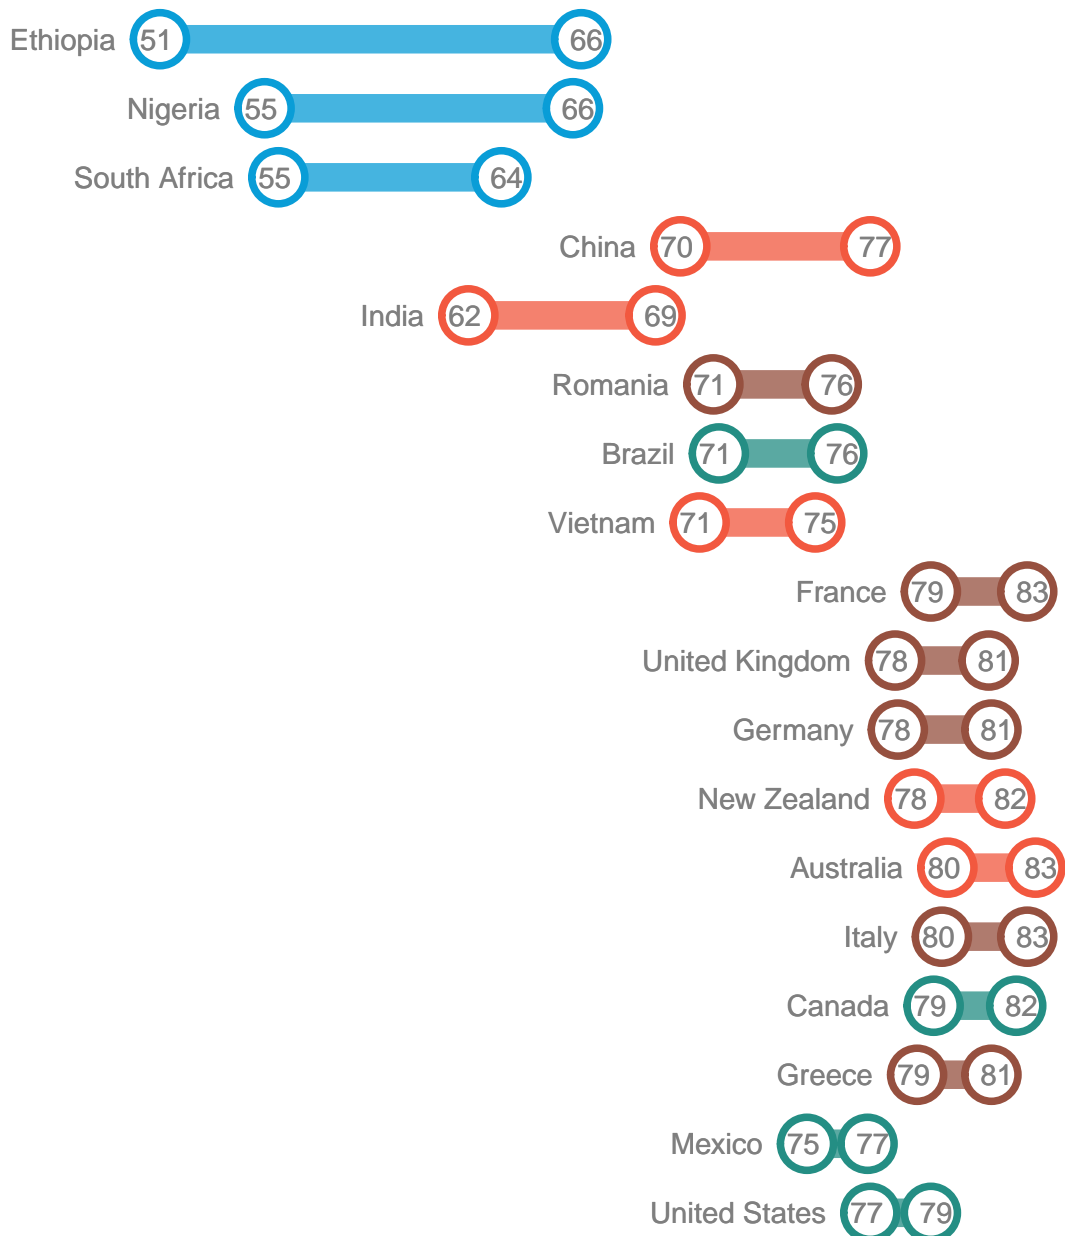 Ethiopia 51 66
Nigeria 55 66
South Africa 55 64
China 70 77
India 62 69
Romania 71 76
Brazil 71 76
Vietnam 71 75
France 79 83
United Kingdom 78 81
Germany 78 81
New Zealand 78 82
Australia 80 83
Italy 80 83
Canada 79 82
Greece 79 81
Mexico 75 77
United States 77 79